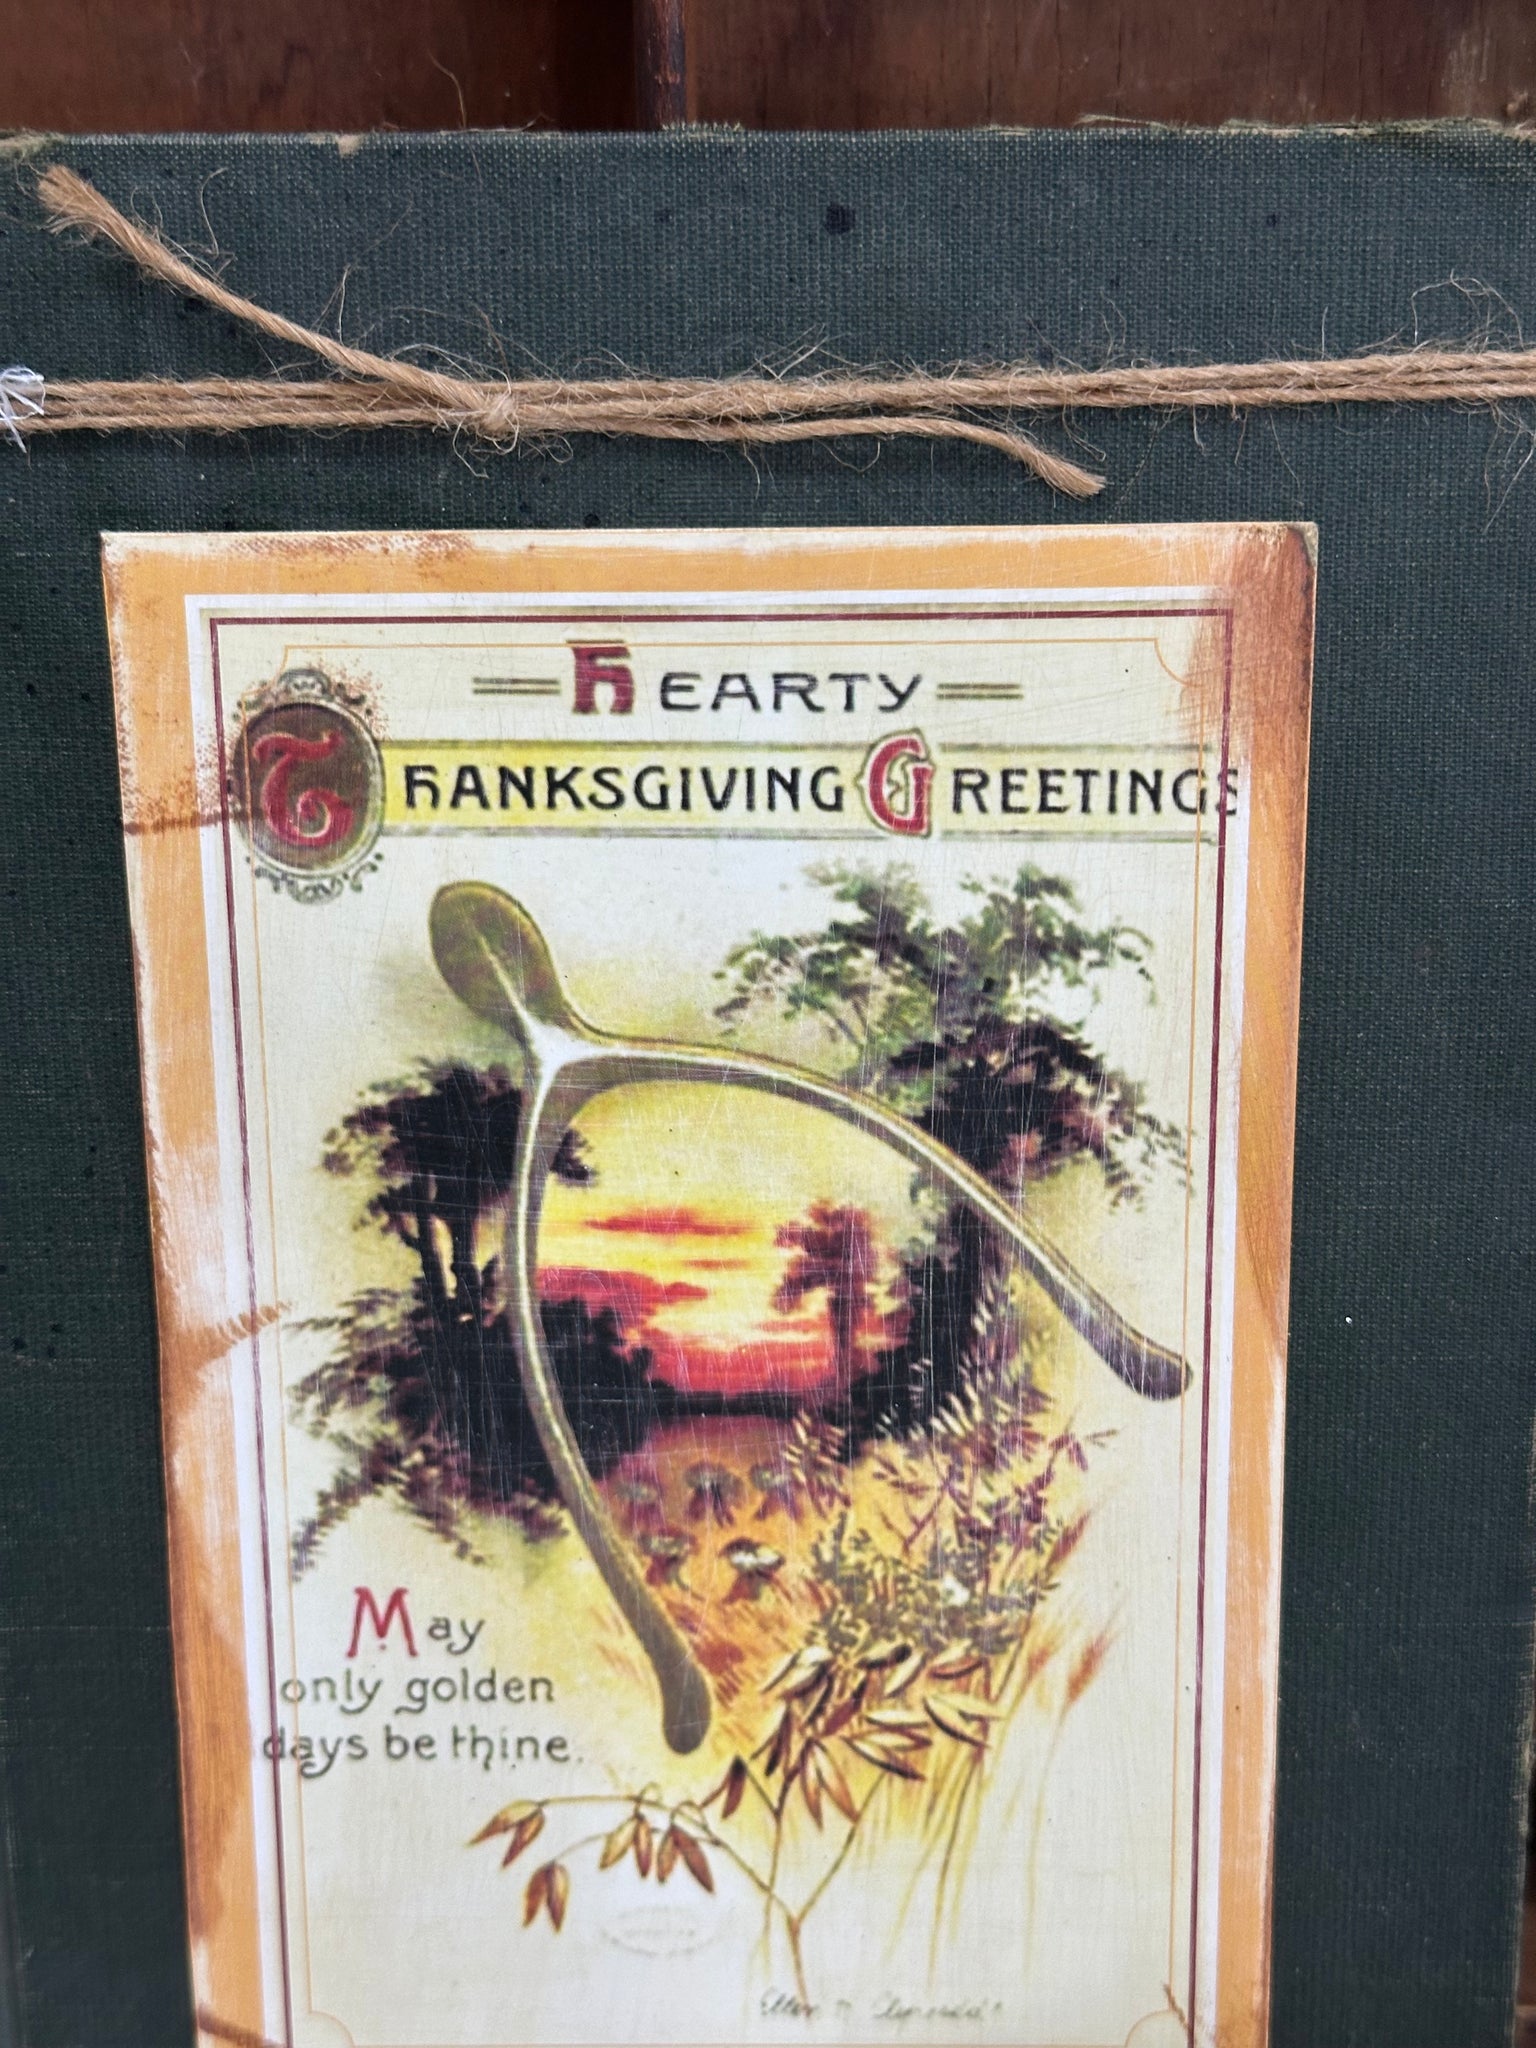 HEARTY
THANKSGIVING GREETINGS
May
only golden
days be thine.